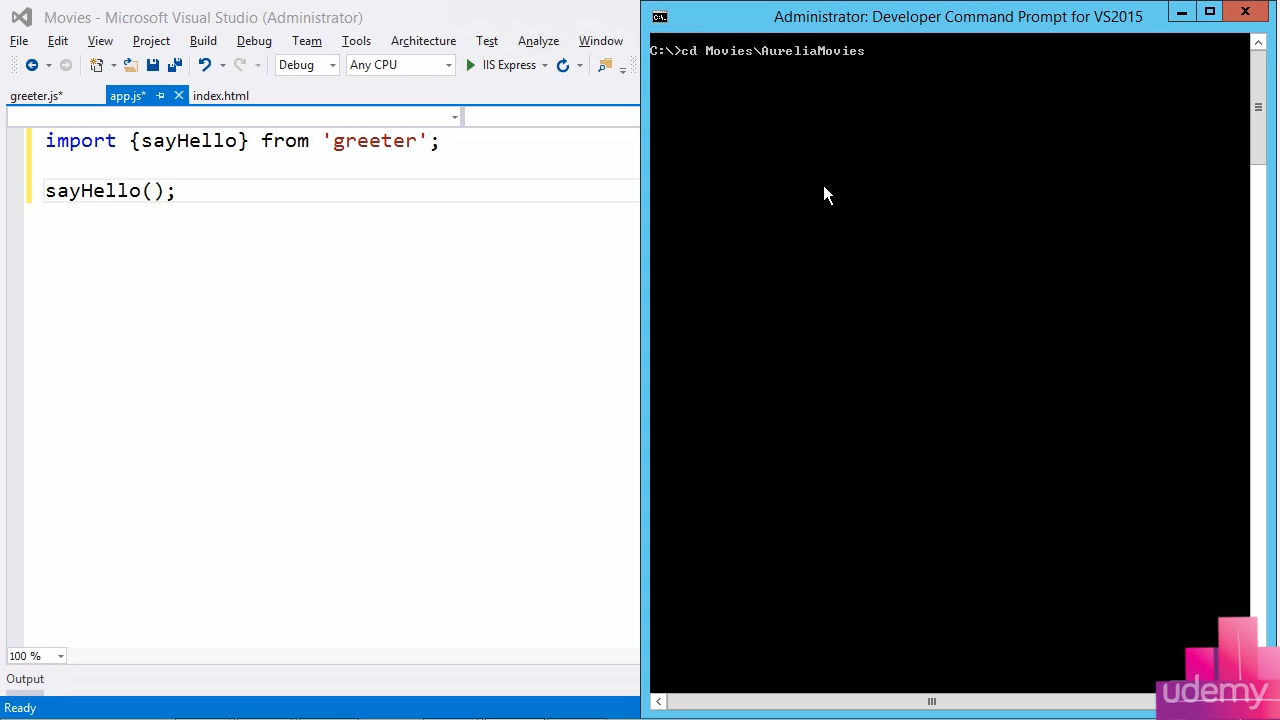 Movies - Microsoft Visual Studio (Administrator)
File Edit View Project Build Debug Team Tools Architecture Test Analyze Window
Debug Any CPU IIS Express
greeter.js* app.js* index.html
import {sayHello} from 'greeter';
sayHello();
100 %
Output
Ready
Administrator: Developer Command Prompt for VS2015
C:\>cd Movies\AureliaMovies
udemy